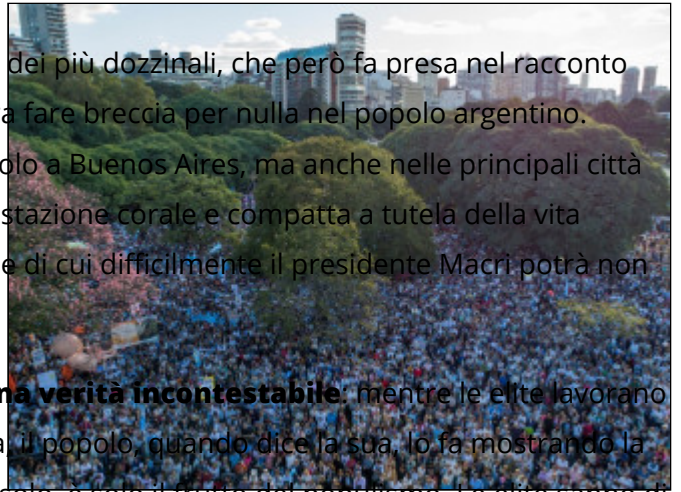 dei più dozzinali, che però fa presa nel racconto
a fare breccia per nulla nel popolo argentino.
olo a Buenos Aires, ma anche nelle principali città
stazione corale e compatta a tutela della vita
e di cui difficilmente il presidente Macri potrà non
na verità incontestabile: mentre le elite lavorano
a, il popolo, quando dice la sua, lo fa mostrando la